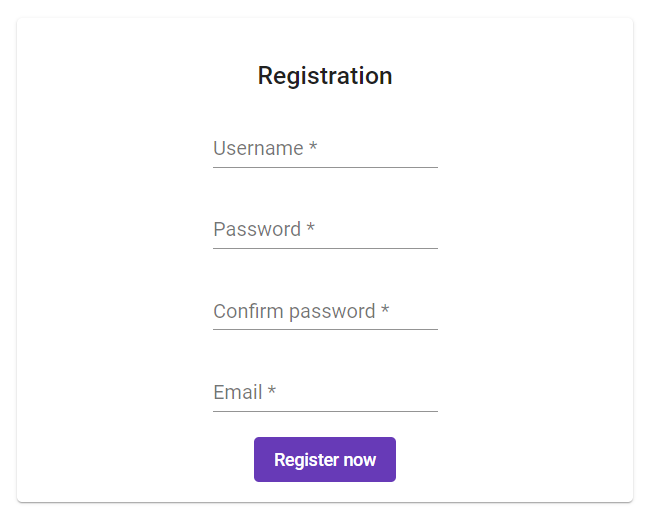 Registration
Username *
Password *
Confirm password *
Email *
Register now